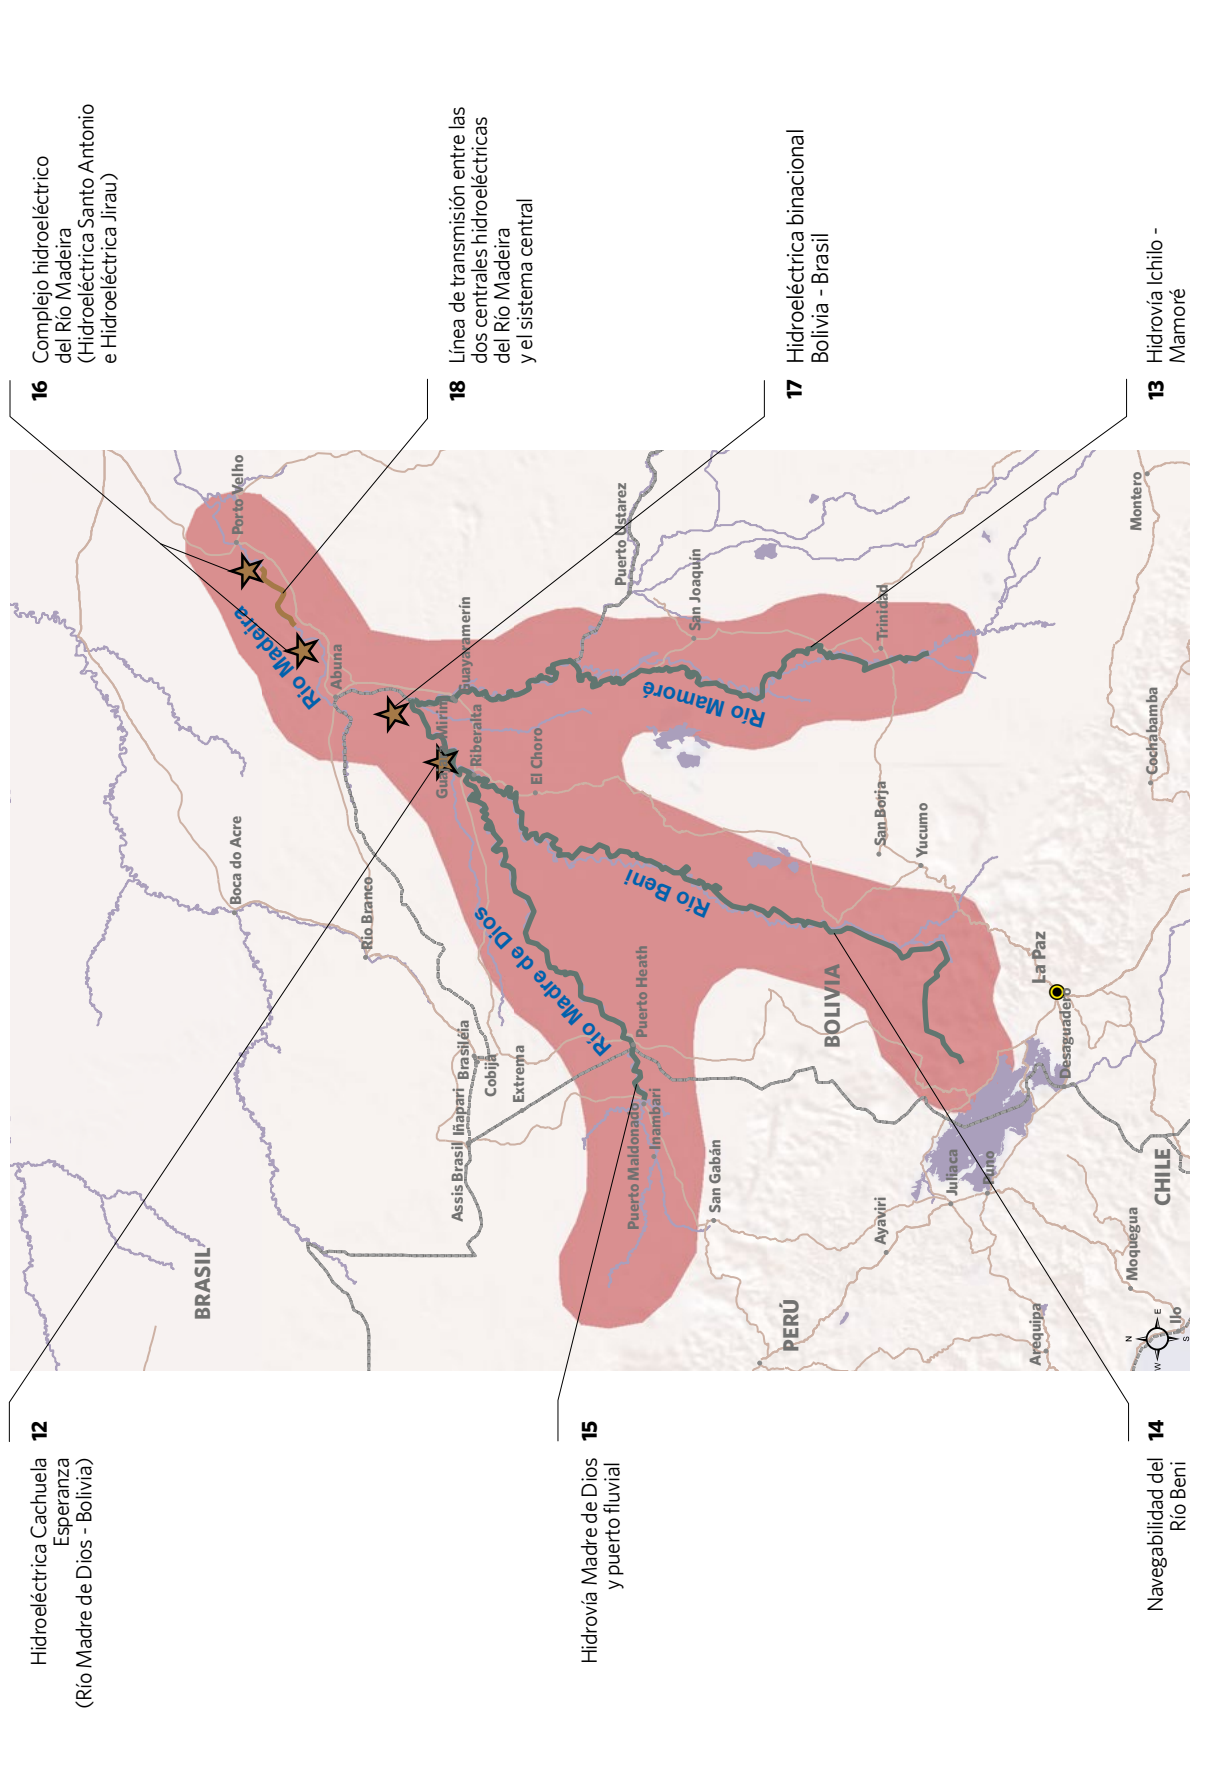 12
Hidroeléctrica Cachuela
Esperanza
(Río Madre de Dios - Bolivia)
15
Hidrovía Madre de Dios
y puerto fluvial
14
Navegabilidad del
Río Beni
16
Complejo hidroeléctrico
del Río Madeira
(Hidroeléctrica Santo Antonio
e Hidroeléctrica Jirau)
18
Línea de transmisión entre las
dos centrales hidroeléctricas
del Río Madeira
y el sistema central
17
Hidroeléctrica binacional
Bolivia - Brasil
13
Hidrovía Ichilo -
Mamoré
BRASIL
PERÚ
BOLIVIA
CHILE
Río Madeira
Río Madre de Dios
Río Beni
Río Mamoré
Porto Velho
Abuna
Boca do Acre
Rio Branco
Guayaramerín
Riberalta
El Choro
Puerto Ustarez
San Joaquín
Trinidad
San Borja
Yucumo
Montero
Cochabamba
La Paz
Desaguadero
Puerto Heath
Brasiléia
Cobija
Extrema
Iñapari
Assis Brasil
Puerto Maldonado
Inambari
San Gabán
Juliaca
Puno
Ayaviri
Moquegua
Arequipa
Ilo
N
E
S
W